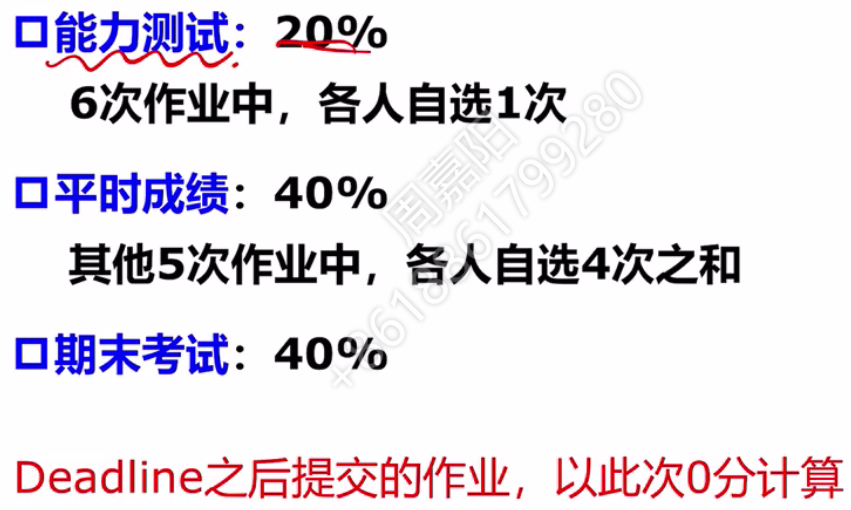 能力测试：20%
6次作业中，各人自选1次
平时成绩：40%
其他5次作业中，各人自选4次之和
期末考试：40%
Deadline之后提交的作业，以此次0分计算
周嘉阳
+8618861799280